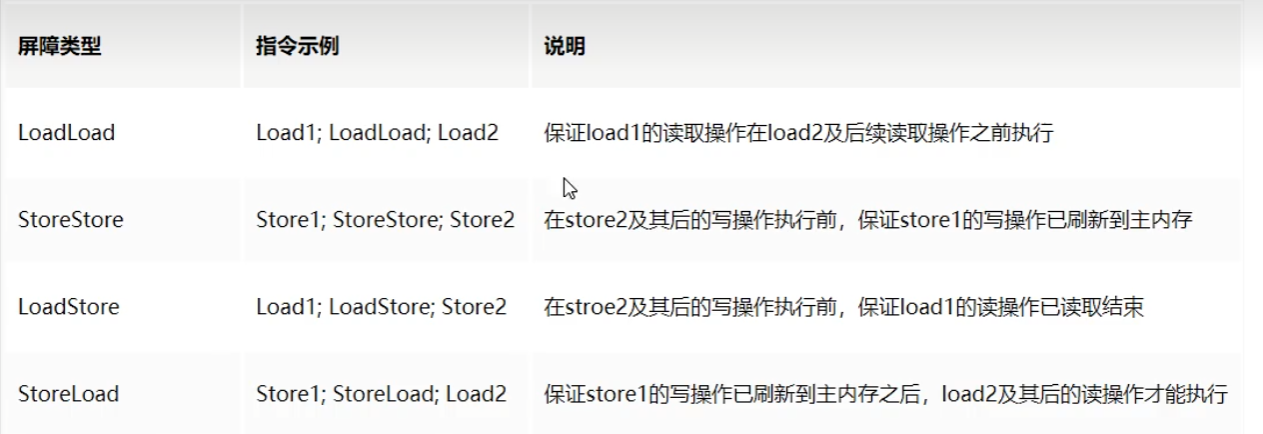 屏障类型 指令示例 说明
LoadLoad Load1; LoadLoad; Load2 保证load1的读取操作在load2及后续读取操作之前执行
StoreStore Store1; StoreStore; Store2 在store2及其后的写操作执行前，保证store1的写操作已刷新到主内存
LoadStore Load1; LoadStore; Store2 在stroe2及其后的写操作执行前，保证load1的读操作已读取结束
StoreLoad Store1; StoreLoad; Load2 保证store1的写操作已刷新到主内存之后，load2及其后的读操作才能执行